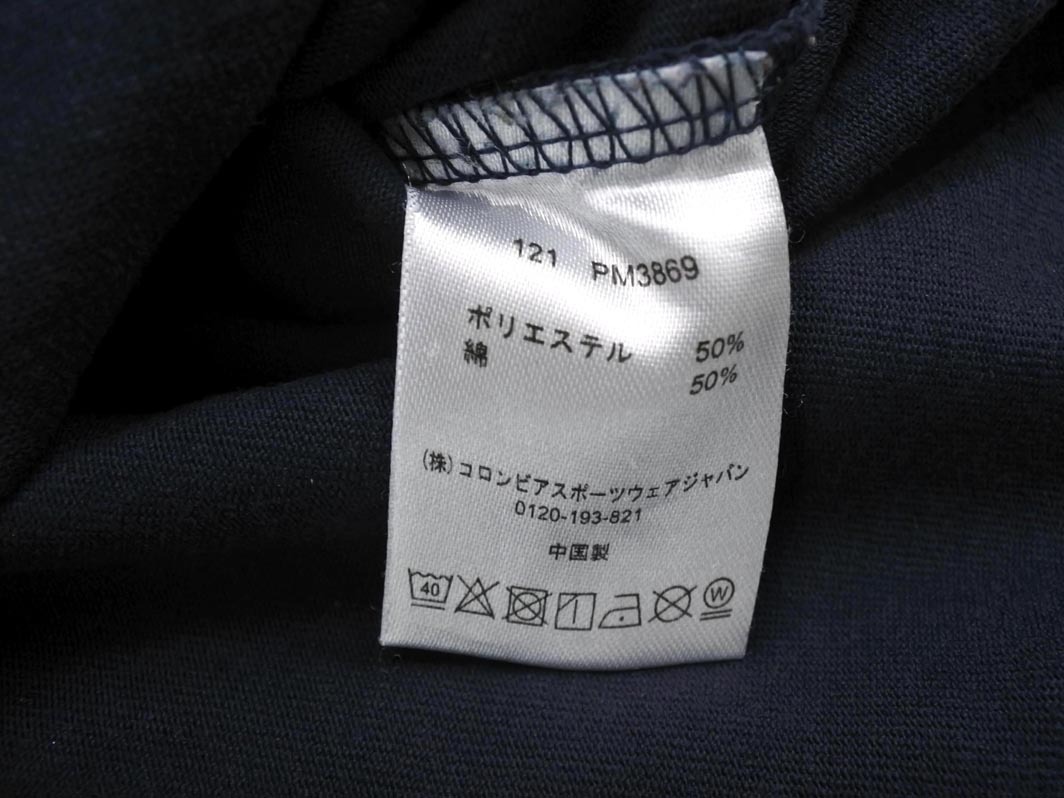 121 PM3869
ポリエステル 50%
綿 50%
(株)コロンビアスポーツウェアジャパン
0120-193-821
中国製
40 W